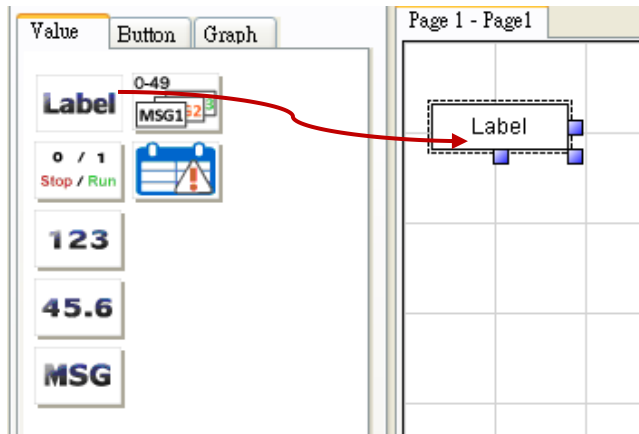 Value
Button
Graph
Label
0-49
MSG1
0 / 1
Stop / Run
123
45.6
MSG
Page 1 - Page1
Label